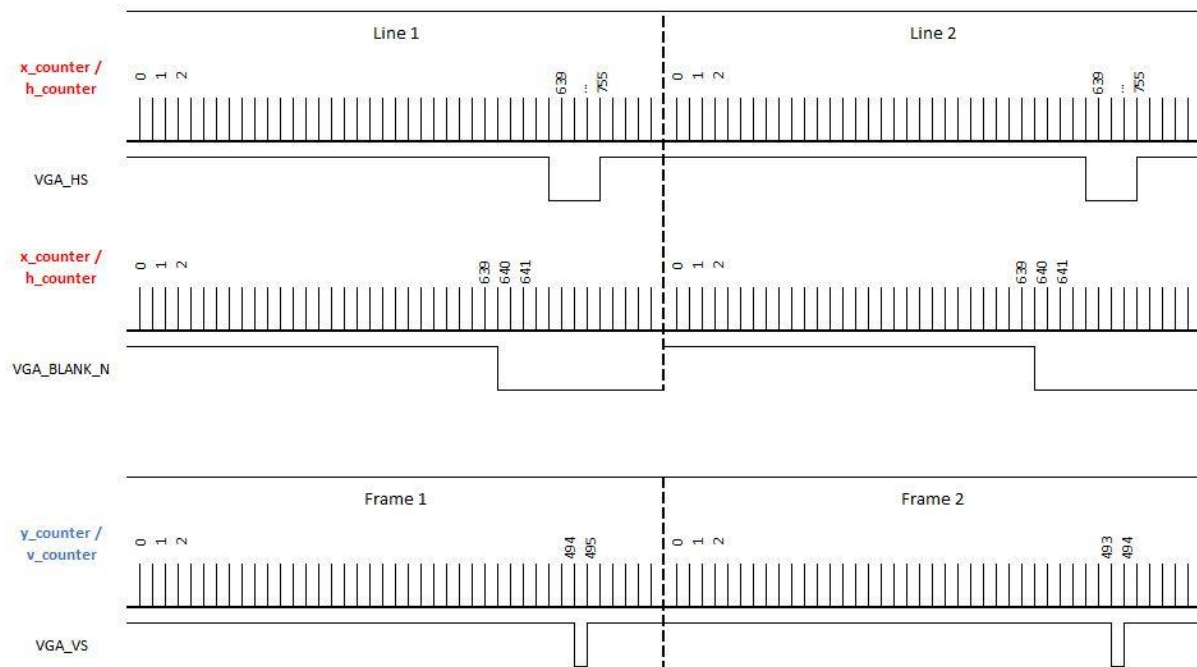 Line 1 Line 2
x_counter / h_counter
0 1 2 639 ... 755 0 1 2 639 ... 755
VGA_HS
x_counter / h_counter
0 1 2 639 640 641 0 1 2 639 640 641
VGA_BLANK_N
Frame 1 Frame 2
y_counter / v_counter
0 1 2 494 495 0 1 2 493 494
VGA_VS